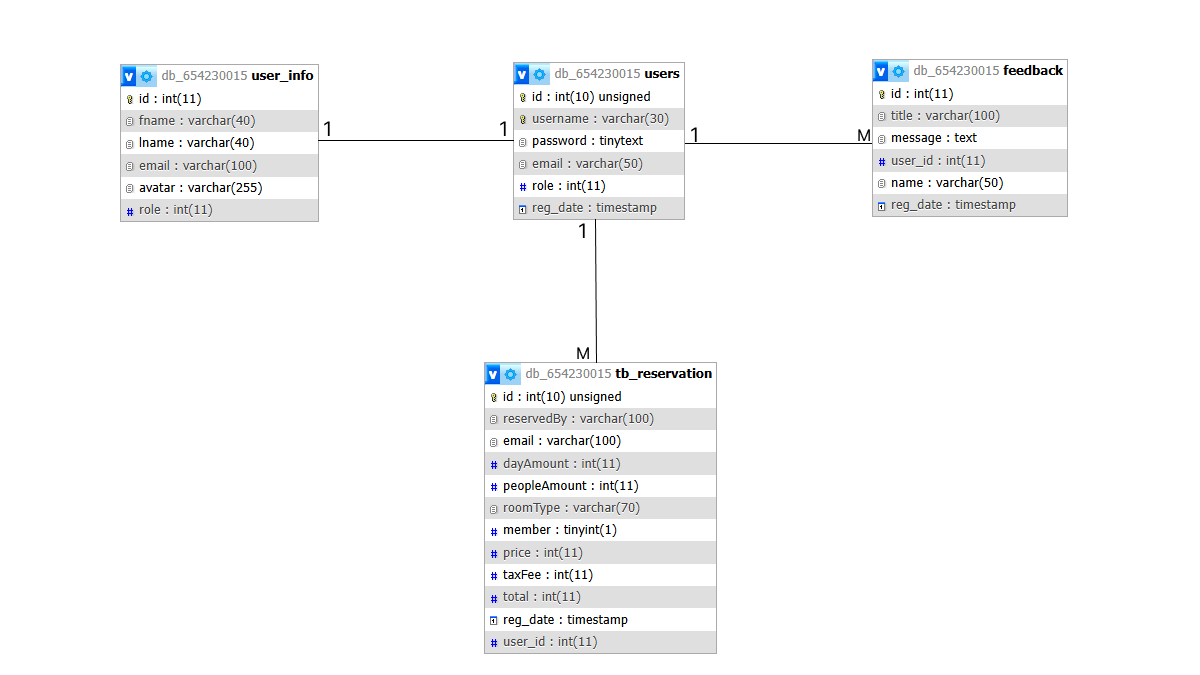 db_654230015 user_info
id : int(11)
fname : varchar(40)
lname : varchar(40)
email : varchar(100)
avatar : varchar(255)
role : int(11)
1
1
db_654230015 users
id : int(10) unsigned
username : varchar(30)
password : tinytext
email : varchar(50)
role : int(11)
reg_date : timestamp
1
M
db_654230015 feedback
id : int(11)
title : varchar(100)
message : text
user_id : int(11)
name : varchar(50)
reg_date : timestamp
1
M
db_654230015 tb_reservation
id : int(10) unsigned
reservedBy : varchar(100)
email : varchar(100)
dayAmount : int(11)
peopleAmount : int(11)
roomType : varchar(70)
member : tinyint(1)
price : int(11)
taxFee : int(11)
total : int(11)
reg_date : timestamp
user_id : int(11)